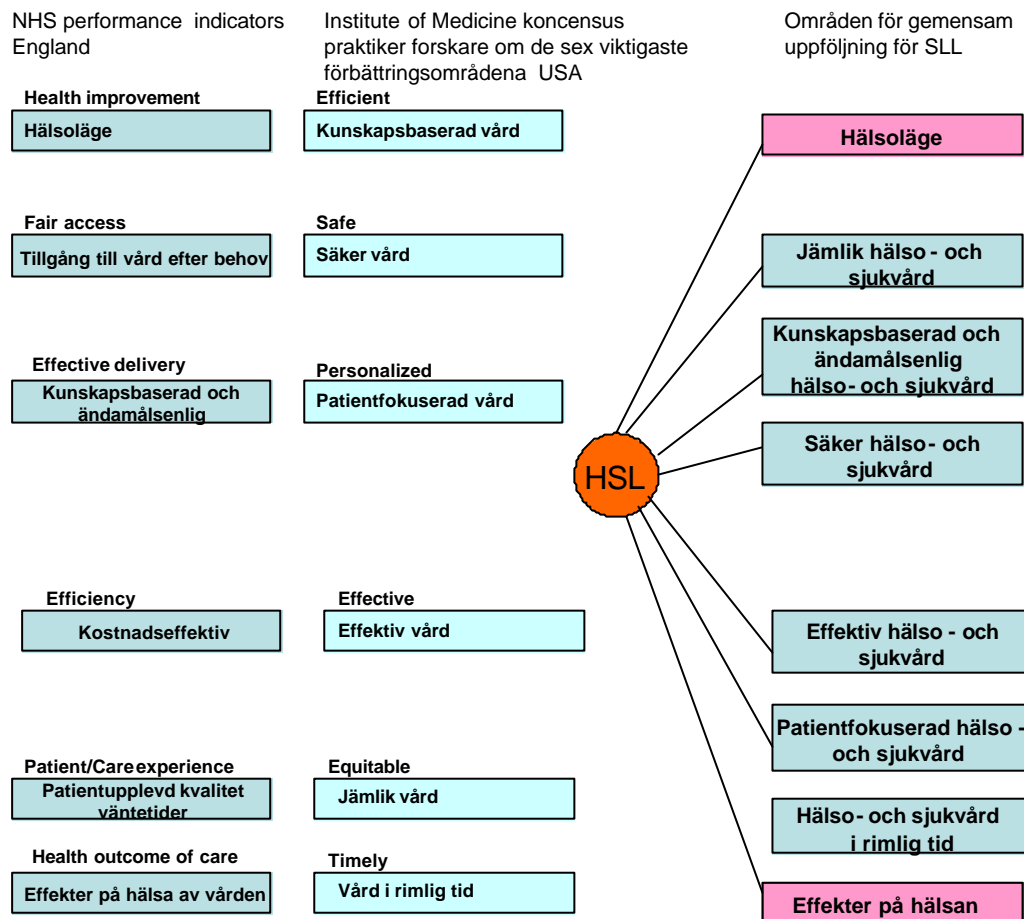 NHS performance indicators
England
Health improvement
Hälsoläge
Fair access
Tillgång till vård efter behov
Effective delivery
Kunskapsbaserad och
ändamålsenlig
Efficiency
Kostnadseffektiv
Patient/Care experience
Patientupplevd kvalitet
väntetider
Health outcome of care
Effekter på hälsa av vården
Institute of Medicine koncensus
praktiker forskare om de sex viktigaste
förbättringsområdena USA
Efficient
Kunskapsbaserad vård
Safe
Säker vård
Personalized
Patientfokuserad vård
Effective
Effektiv vård
Equitable
Jämlik vård
Timely
Vård i rimlig tid
HSL
Områden för gemensam
uppföljning för SLL
Hälsoläge
Jämlik hälso - och
sjukvård
Kunskapsbaserad och
ändamålsenlig
hälso- och sjukvård
Säker hälso - och
sjukvård
Effektiv hälso - och
sjukvård
Patientfokuserad hälso -
och sjukvård
Hälso- och sjukvård
i rimlig tid
Effekter på hälsan